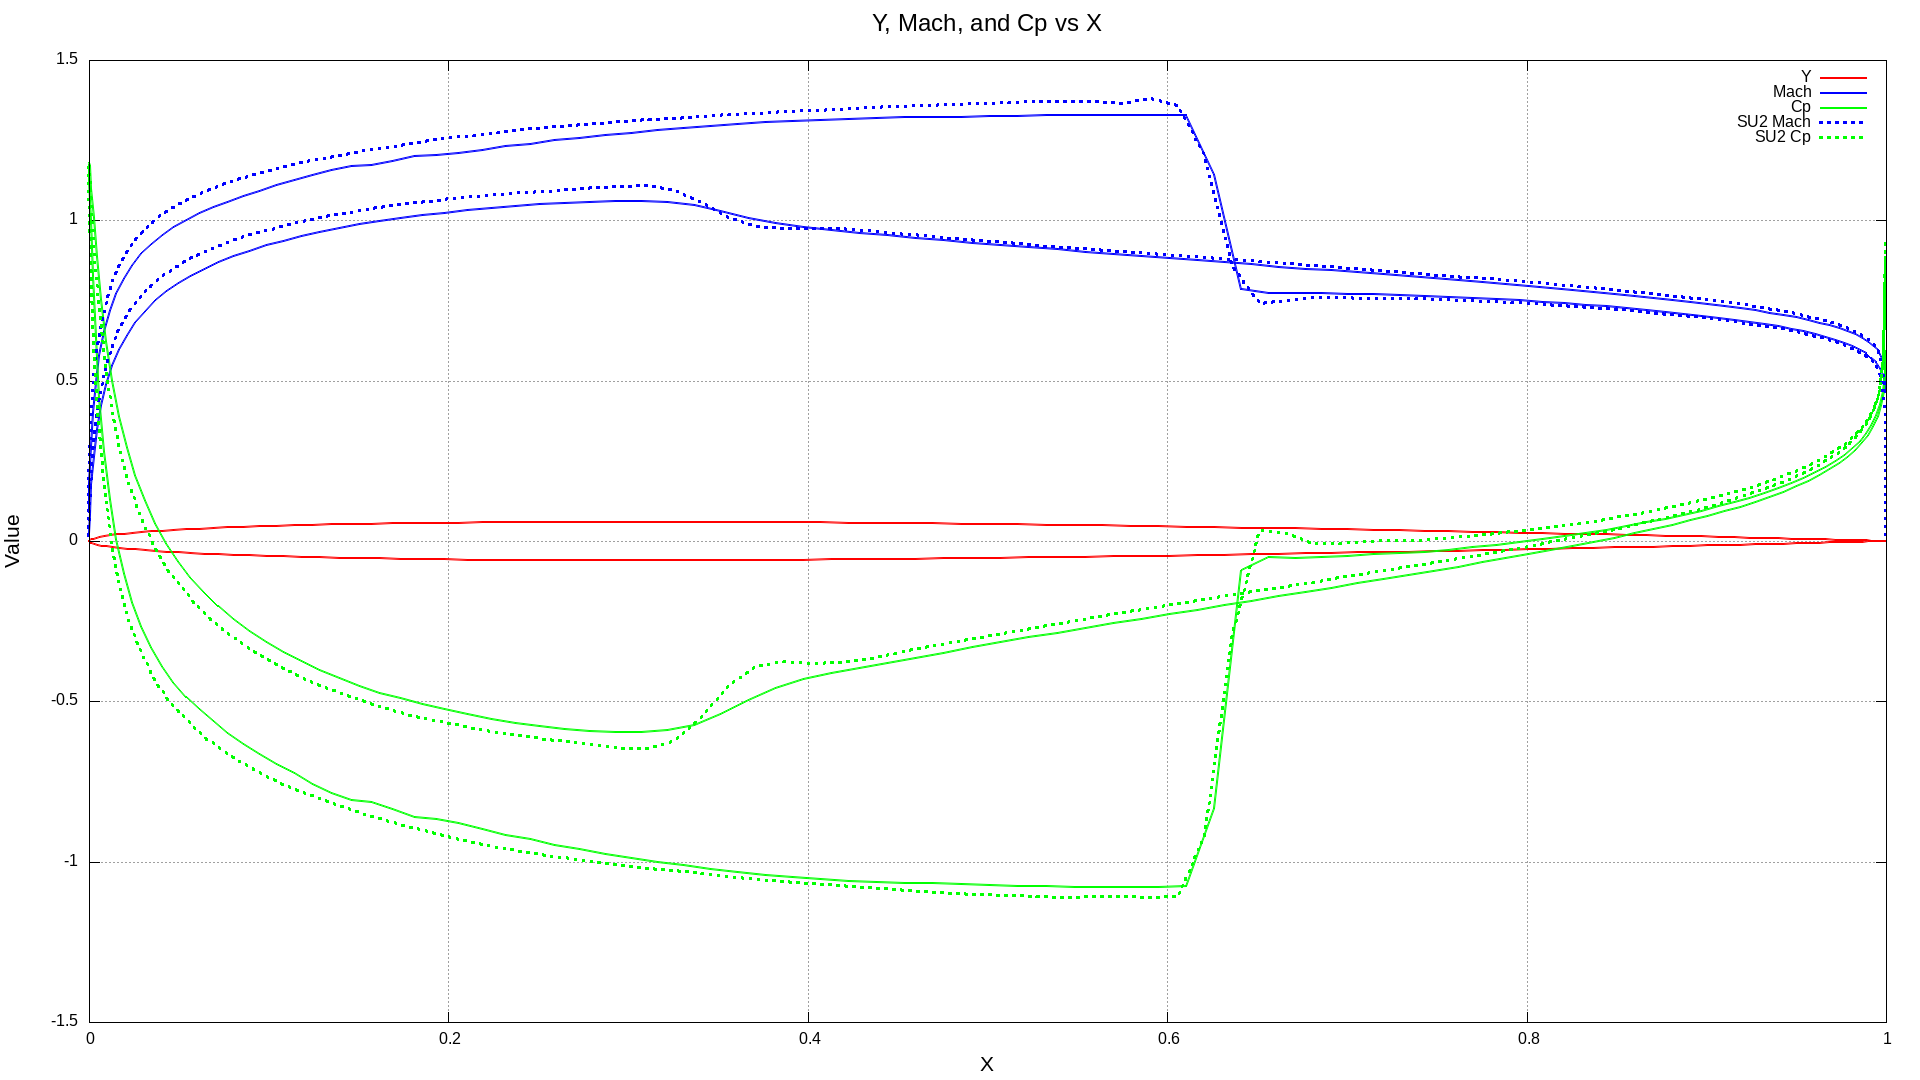 Y, Mach, and Cp vs X
1.5
1
0.5
0
-0.5
-1
-1.5
Value
Y
Mach
Cp
SU2 Mach
SU2 Cp
0 0.2 0.4 0.6 0.8 1
X